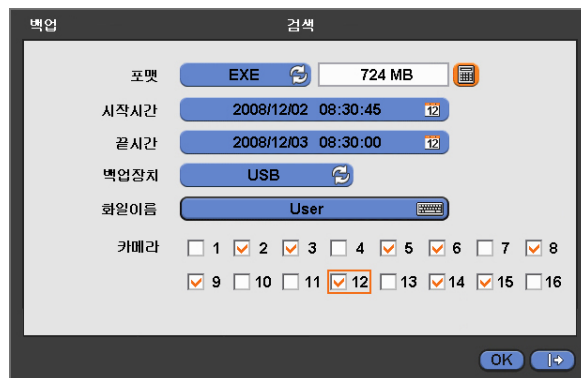 백업 검색
포맷 EXE 724 MB
시작시간 2008/12/02 08:30:45 12
끝시간 2008/12/03 08:30:00 12
백업장치 USB
화일이름 User
카메라 1 2 3 4 5 6 7 8
9 10 11 12 13 14 15 16
OK